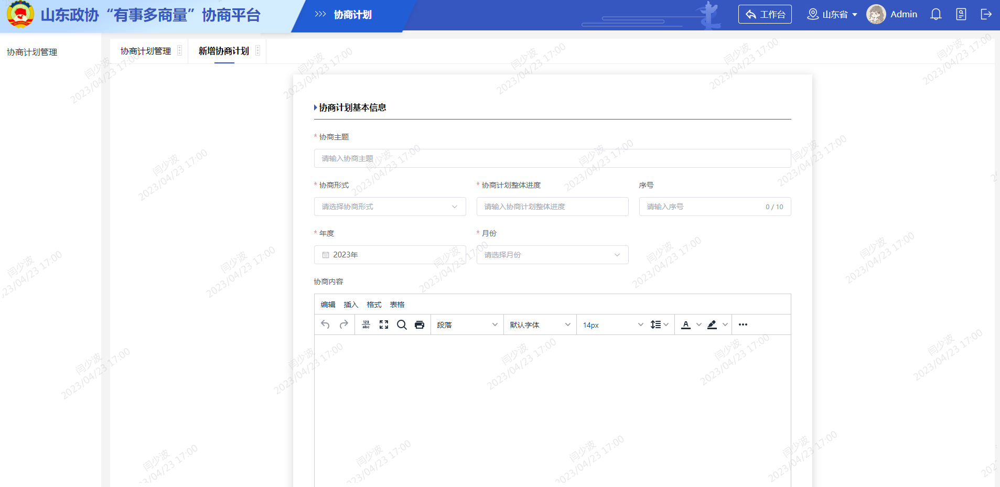 山东政协“有事多商量”协商平台
协商计划
工作台
山东省
Admin
协商计划管理
协商计划管理
新增协商计划
协商计划基本信息
* 协商主题
请输入协商主题
* 协商形式
* 协商计划整体进度
序号
请选择协商形式
请输入协商计划整体进度
请输入序号
0 / 10
* 年度
* 月份
2023年
请选择月份
协商内容
编辑 插入 格式 表格
段落
默认字体
14px
闫少波
2023/04/23 17:00